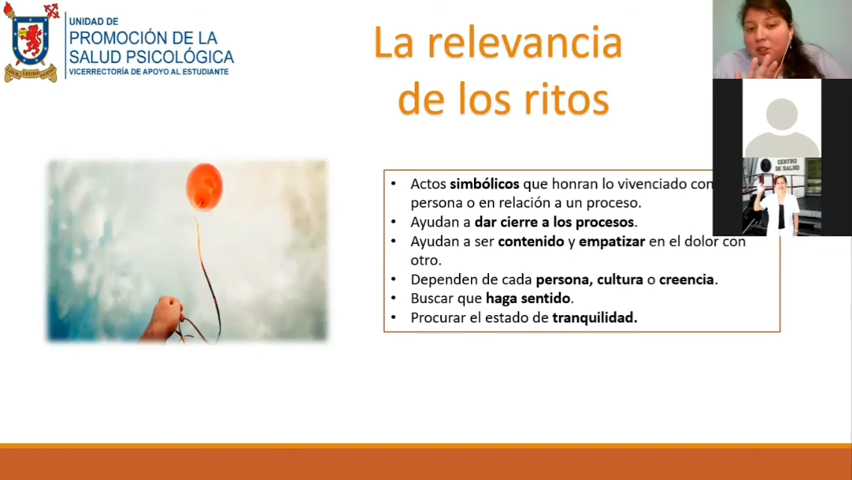 UNIDAD DE
PROMOCIÓN DE LA
SALUD PSICOLÓGICA
VICERRECTORÍA DE APOYO AL ESTUDIANTE
La relevancia
de los ritos
• Actos simbólicos que honran lo vivenciado con
persona o en relación a un proceso.
• Ayudan a dar cierre a los procesos.
• Ayudan a ser contenido y empatizar en el dolor con
otro.
• Dependen de cada persona, cultura o creencia.
• Buscar que haga sentido.
• Procurar el estado de tranquilidad.
CENTRO
DE SALUD